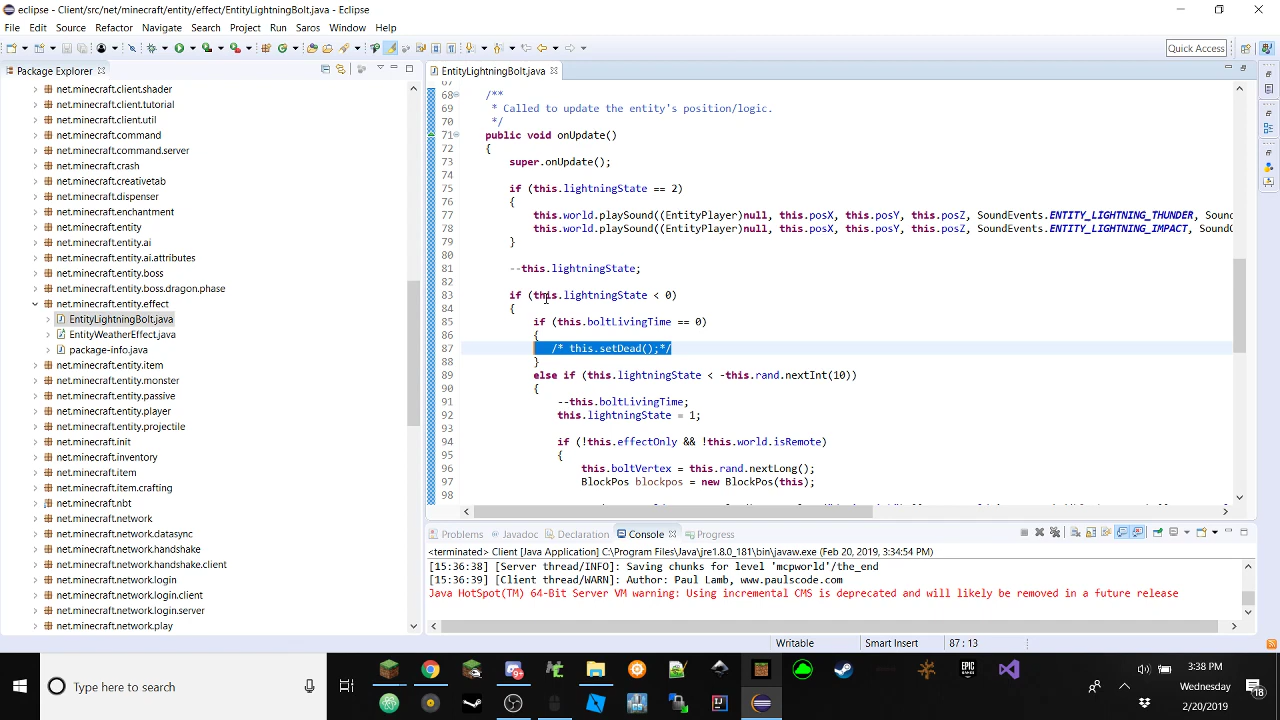 eclipse - Client/src/net/minecraft/entity/effect/EntityLightningBolt.java - Eclipse
File Edit Source Refactor Navigate Search Project Run Saros Window Help
Quick Access
Package Explorer
net.minecraft.client.shader
net.minecraft.client.tutorial
net.minecraft.client.util
net.minecraft.command
net.minecraft.command.server
net.minecraft.crash
net.minecraft.creativetab
net.minecraft.dispenser
net.minecraft.enchantment
net.minecraft.entity
net.minecraft.entity.ai
net.minecraft.entity.ai.attributes
net.minecraft.entity.boss
net.minecraft.entity.boss.dragon.phase
net.minecraft.entity.effect
EntityLightningBolt.java
EntityWeatherEffect.java
package-info.java
net.minecraft.entity.item
net.minecraft.entity.monster
net.minecraft.entity.passive
net.minecraft.entity.player
net.minecraft.entity.projectile
net.minecraft.init
net.minecraft.inventory
net.minecraft.item
net.minecraft.item.crafting
net.minecraft.nbt
net.minecraft.network
net.minecraft.network.datasync
net.minecraft.network.handshake
net.minecraft.network.handshake.client
net.minecraft.network.login
net.minecraft.network.login.client
net.minecraft.network.login.server
net.minecraft.network.play
EntityLightningBolt.java
67
68 /**
69 * Called to update the entity's position/logic.
70 */
71 public void onUpdate()
72 {
73 super.onUpdate();
74
75 if (this.lightningState == 2)
76 {
77 this.world.playSound((EntityPlayer)null, this.posX, this.posY, this.posZ, SoundEvents.ENTITY_LIGHTNING_THUNDER, Sound
78 this.world.playSound((EntityPlayer)null, this.posX, this.posY, this.posZ, SoundEvents.ENTITY_LIGHTNING_IMPACT, SoundC
79 }
80
81 --this.lightningState;
82
83 if (this.lightningState < 0)
84 {
85 if (this.boltLivingTime == 0)
86 {
87 /* this.setDead();*/
88 }
89 else if (this.lightningState < -this.rand.nextInt(10))
90 {
91 --this.boltLivingTime;
92 this.lightningState = 1;
93
94 if (!this.effectOnly && !this.world.isRemote)
95 {
96 this.boltVertex = this.rand.nextLong();
97 BlockPos blockpos = new BlockPos(this);
98
Problems Javadoc Declaration Console Progress
<terminated> Client [Java Application] C:\Program Files\Java\jre1.8.0_181\bin\javaw.exe (Feb 20, 2019, 3:34:54 PM)
[15:36:38] [Server thread/INFO]: Saving chunks for level 'mcpworld'/the_end
[15:36:39] [Client thread/WARN]: Author: Paul Lamb, www.paulscode.com
Java HotSpot(TM) 64-Bit Server VM warning: Using incremental CMS is deprecated and will likely be removed in a future release
Writable Smart Insert 87 : 13
Type here to search
EPIC GAMES
3:38 PM
Wednesday
2/20/2019
18